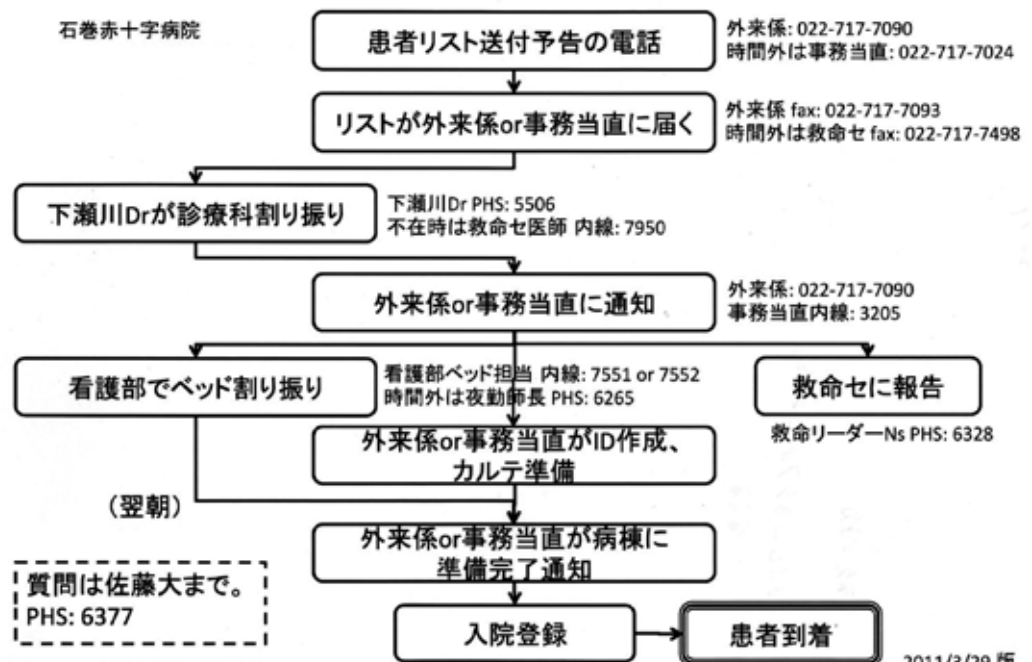 石巻赤十字病院
患者リスト送付予告の電話
外来係: 022-717-7090
時間外は事務当直: 022-717-7024
リストが外来係or事務当直に届く
外来係 fax: 022-717-7093
時間外は救命セ fax: 022-717-7498
下瀬川Drが診療科割り振り
下瀬川Dr PHS: 5506
不在時は救命セ医師 内線: 7950
外来係or事務当直に通知
外来係: 022-717-7090
事務当直内線: 3205
看護部でベッド割り振り
看護部ベッド担当 内線: 7551 or 7552
時間外は夜勤師長 PHS: 6265
救命セに報告
救命リーダーNs PHS: 6328
外来係or事務当直がID作成、
カルテ準備
(翌朝)
外来係or事務当直が病棟に
準備完了通知
質問は佐藤大まで。
PHS: 6377
入院登録
患者到着
2011/3/29 版